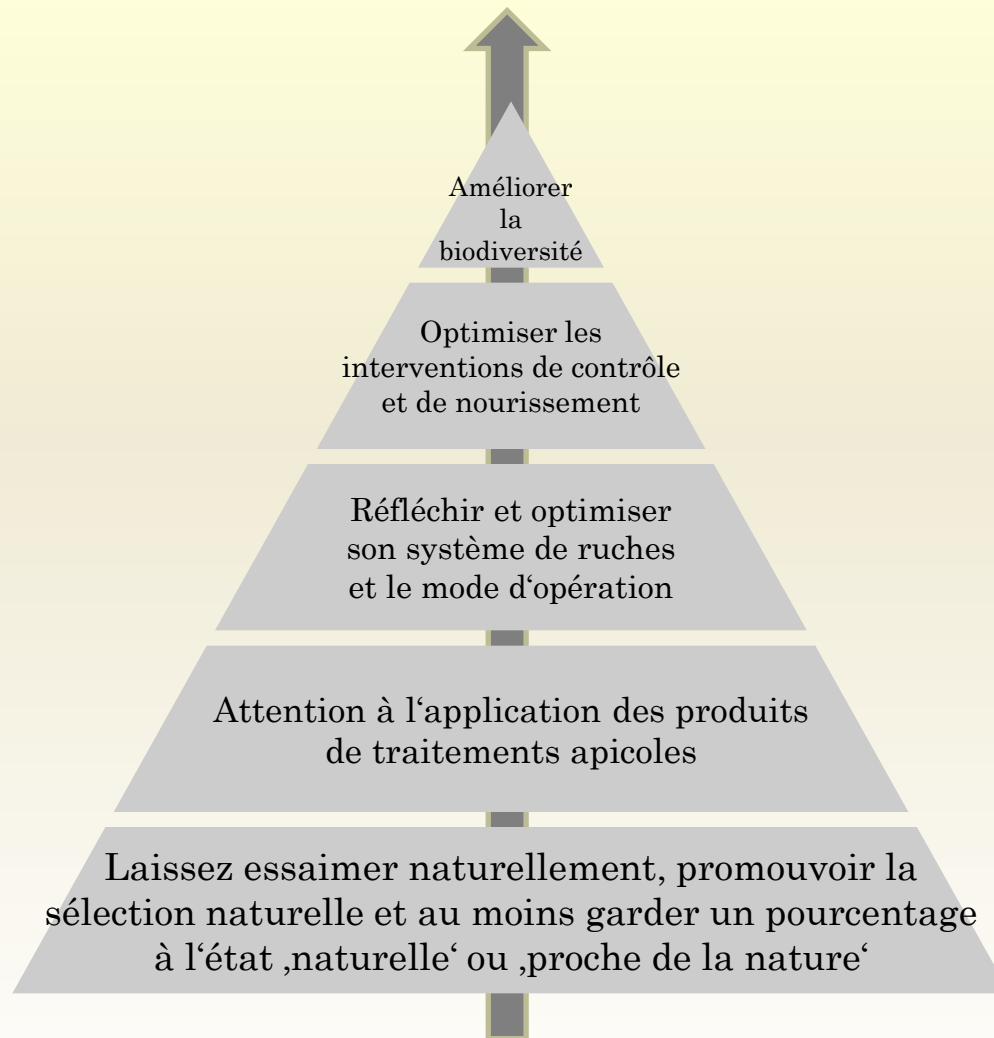 Améliorer
la
biodiversité
Optimiser les
interventions de contrôle
et de nourissement
Réfléchir et optimiser
son système de ruches
et le mode d‘opération
Attention à l‘application des produits
de traitements apicoles
Laissez essaimer naturellement, promouvoir la
sélection naturelle et au moins garder un pourcentage
à l‘état ‚naturelle‘ ou ‚proche de la nature‘